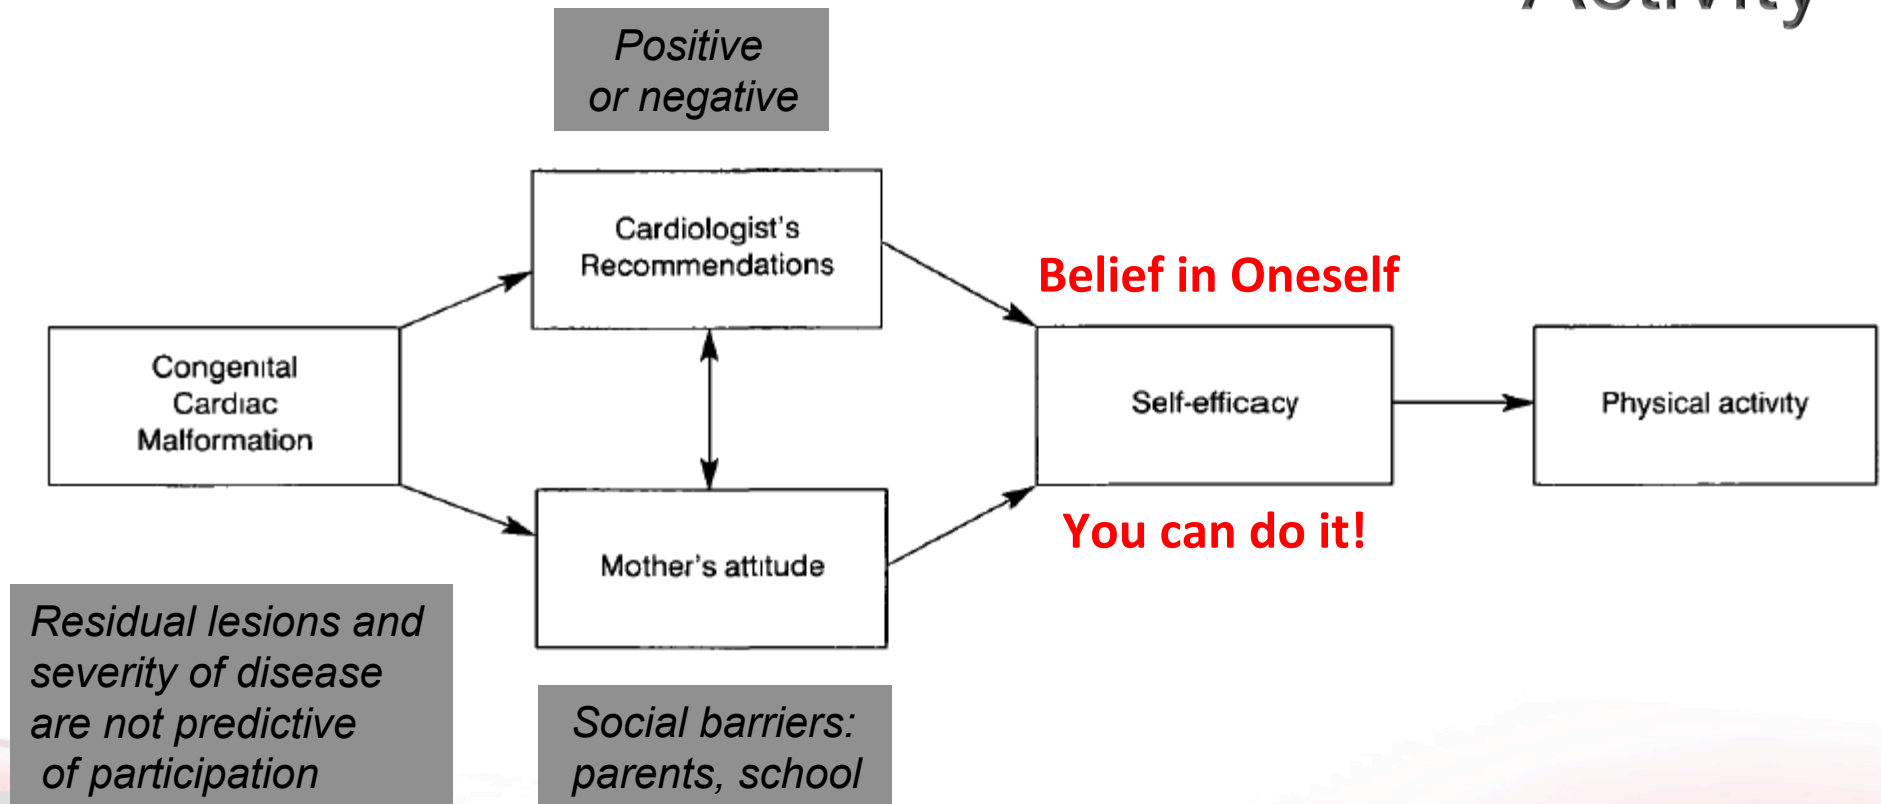 Activity
Positive
or negative
Cardiologist's
Recommendations
Belief in Oneself
Congenital
Cardiac
Malformation
Self-efficacy
Physical activity
You can do it!
Mother's attitude
Residual lesions and
severity of disease
are not predictive
of participation
Social barriers:
parents, school